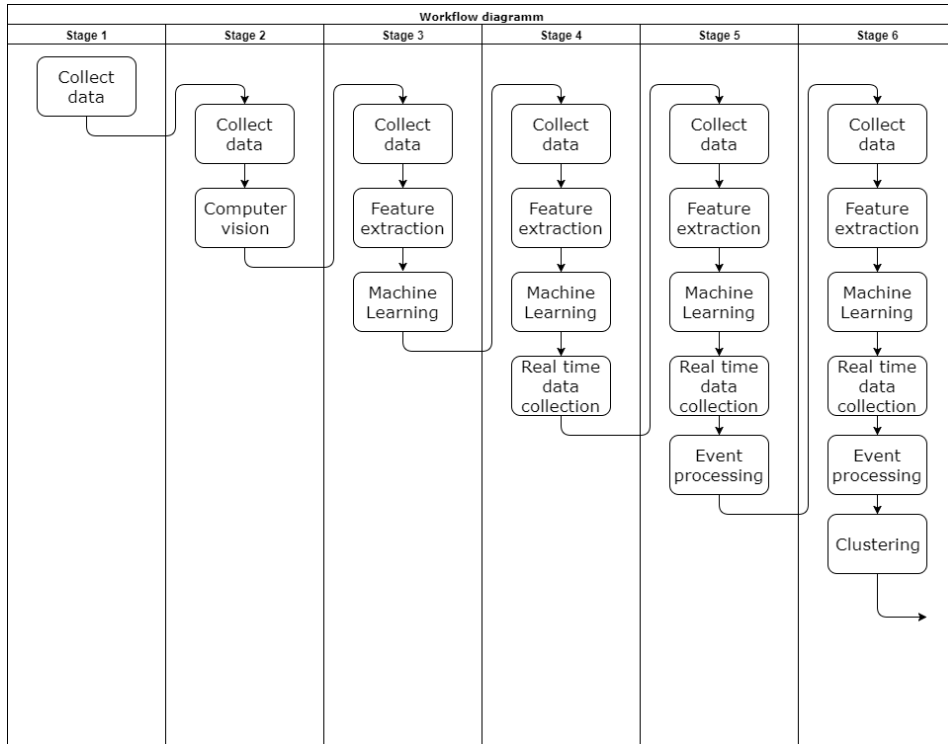 Workflow diagramm
Stage 1
Stage 2
Stage 3
Stage 4
Stage 5
Stage 6
Collect
data
Collect
data
Computer
vision
Collect
data
Feature
extraction
Machine
Learning
Collect
data
Feature
extraction
Machine
Learning
Real time
data
collection
Collect
data
Feature
extraction
Machine
Learning
Real time
data
collection
Event
processing
Collect
data
Feature
extraction
Machine
Learning
Real time
data
collection
Event
processing
Clustering